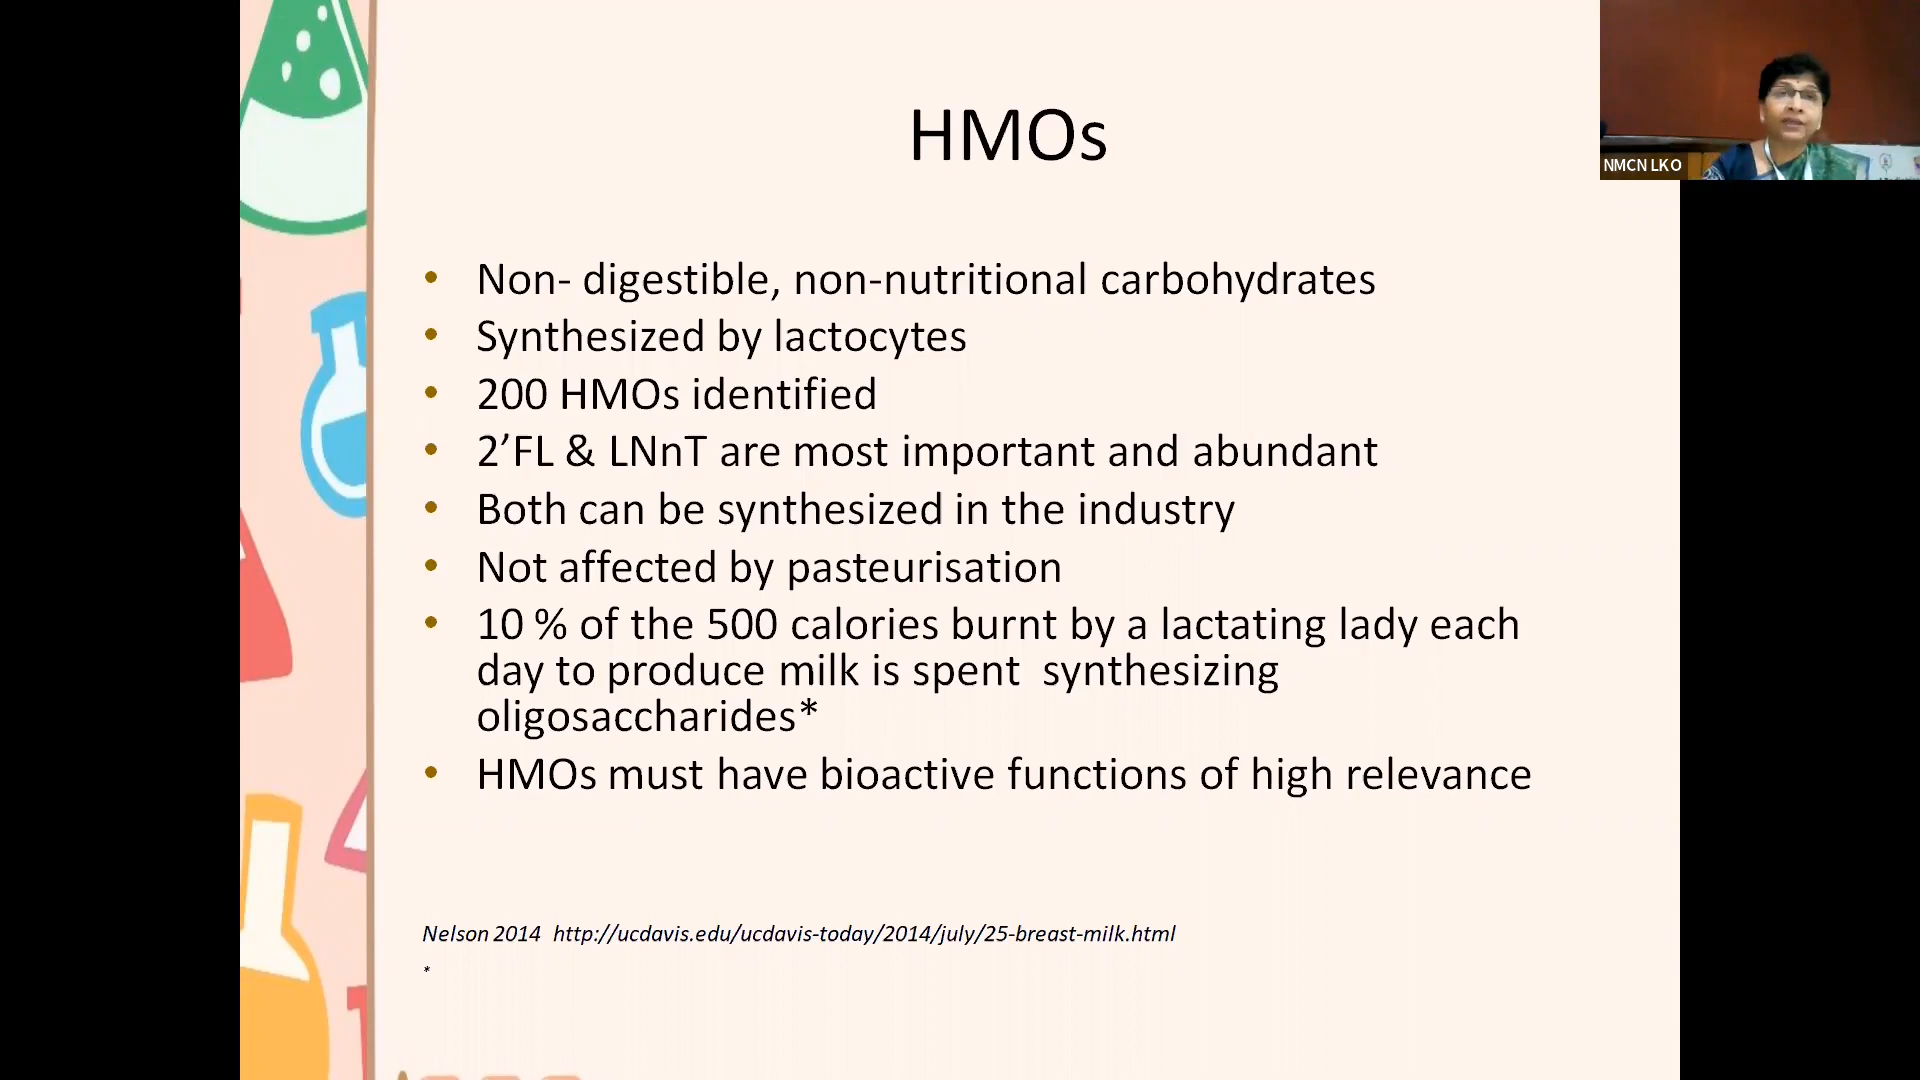 HMOs
NMCN LKO
• Non- digestible, non-nutritional carbohydrates
• Synthesized by lactocytes
• 200 HMOs identified
• 2’FL & LNnT are most important and abundant
• Both can be synthesized in the industry
• Not affected by pasteurisation
• 10 % of the 500 calories burnt by a lactating lady each
day to produce milk is spent  synthesizing
oligosaccharides*
• HMOs must have bioactive functions of high relevance
Nelson 2014  http://ucdavis.edu/ucdavis-today/2014/july/25-breast-milk.html
*